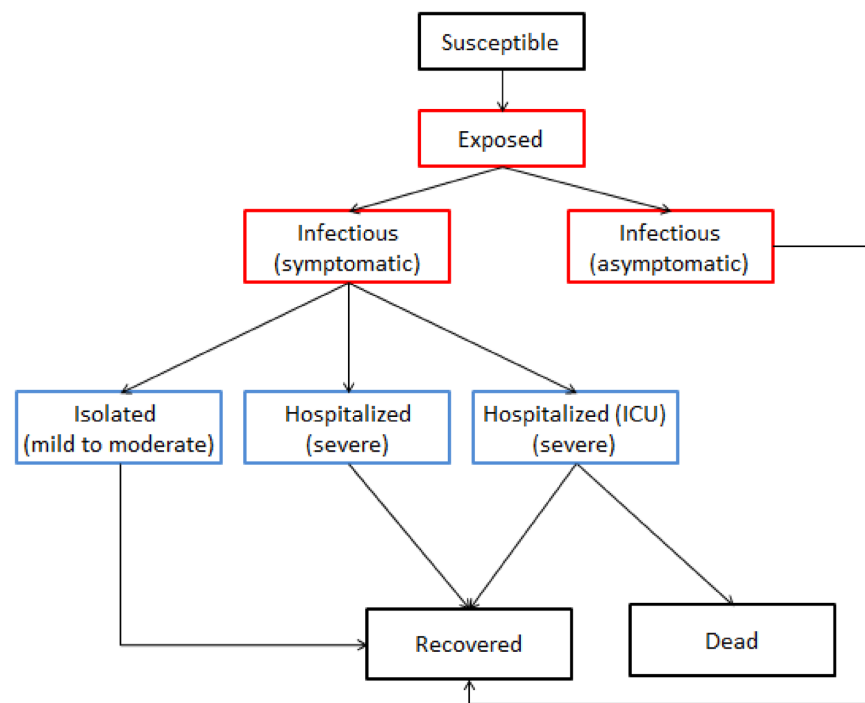 Susceptible
Exposed
Infectious
(symptomatic)
Infectious
(asymptomatic)
Isolated
(mild to moderate)
Hospitalized
(severe)
Hospitalized (ICU)
(severe)
Recovered
Dead